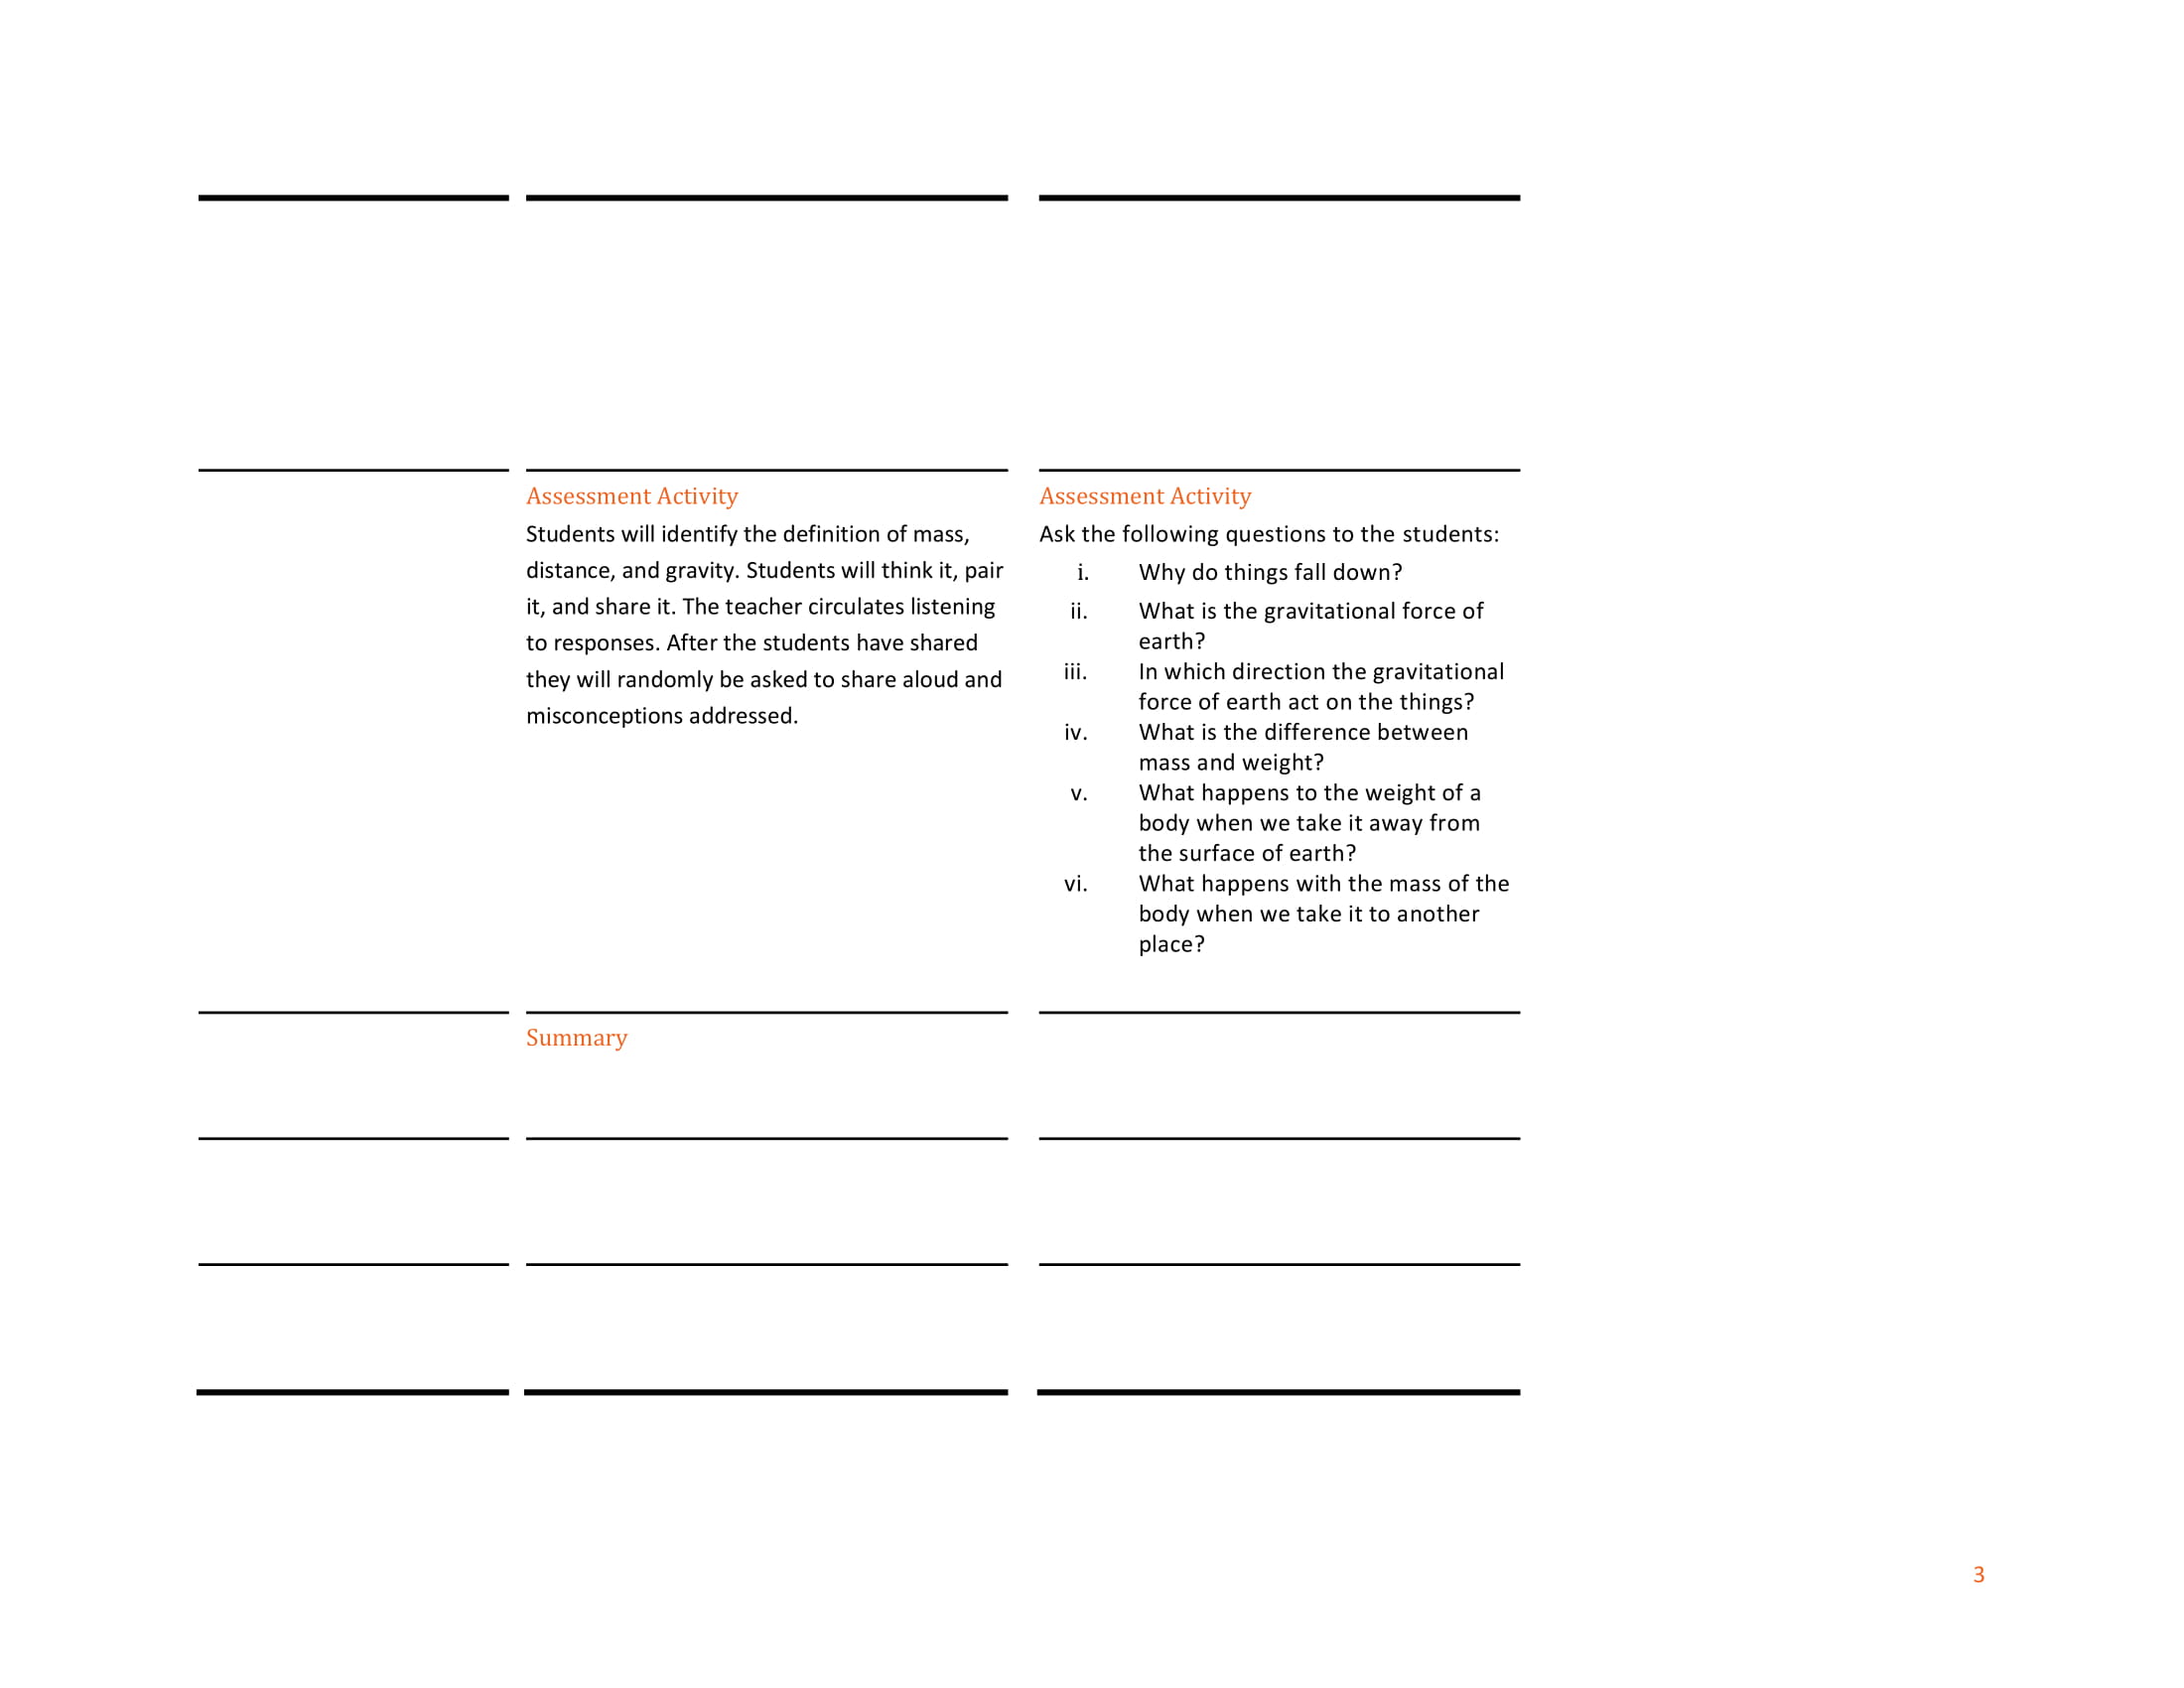 Assessment Activity
Students will identify the definition of mass,
distance, and gravity. Students will think it, pair
it, and share it. The teacher circulates listening
to responses. After the students have shared
they will randomly be asked to share aloud and
misconceptions addressed.
Assessment Activity
Ask the following questions to the students:
i. Why do things fall down?
ii. What is the gravitational force of
earth?
iii. In which direction the gravitational
force of earth act on the things?
iv. What is the difference between
mass and weight?
v. What happens to the weight of a
body when we take it away from
the surface of earth?
vi. What happens with the mass of the
body when we take it to another
place?
Summary
3